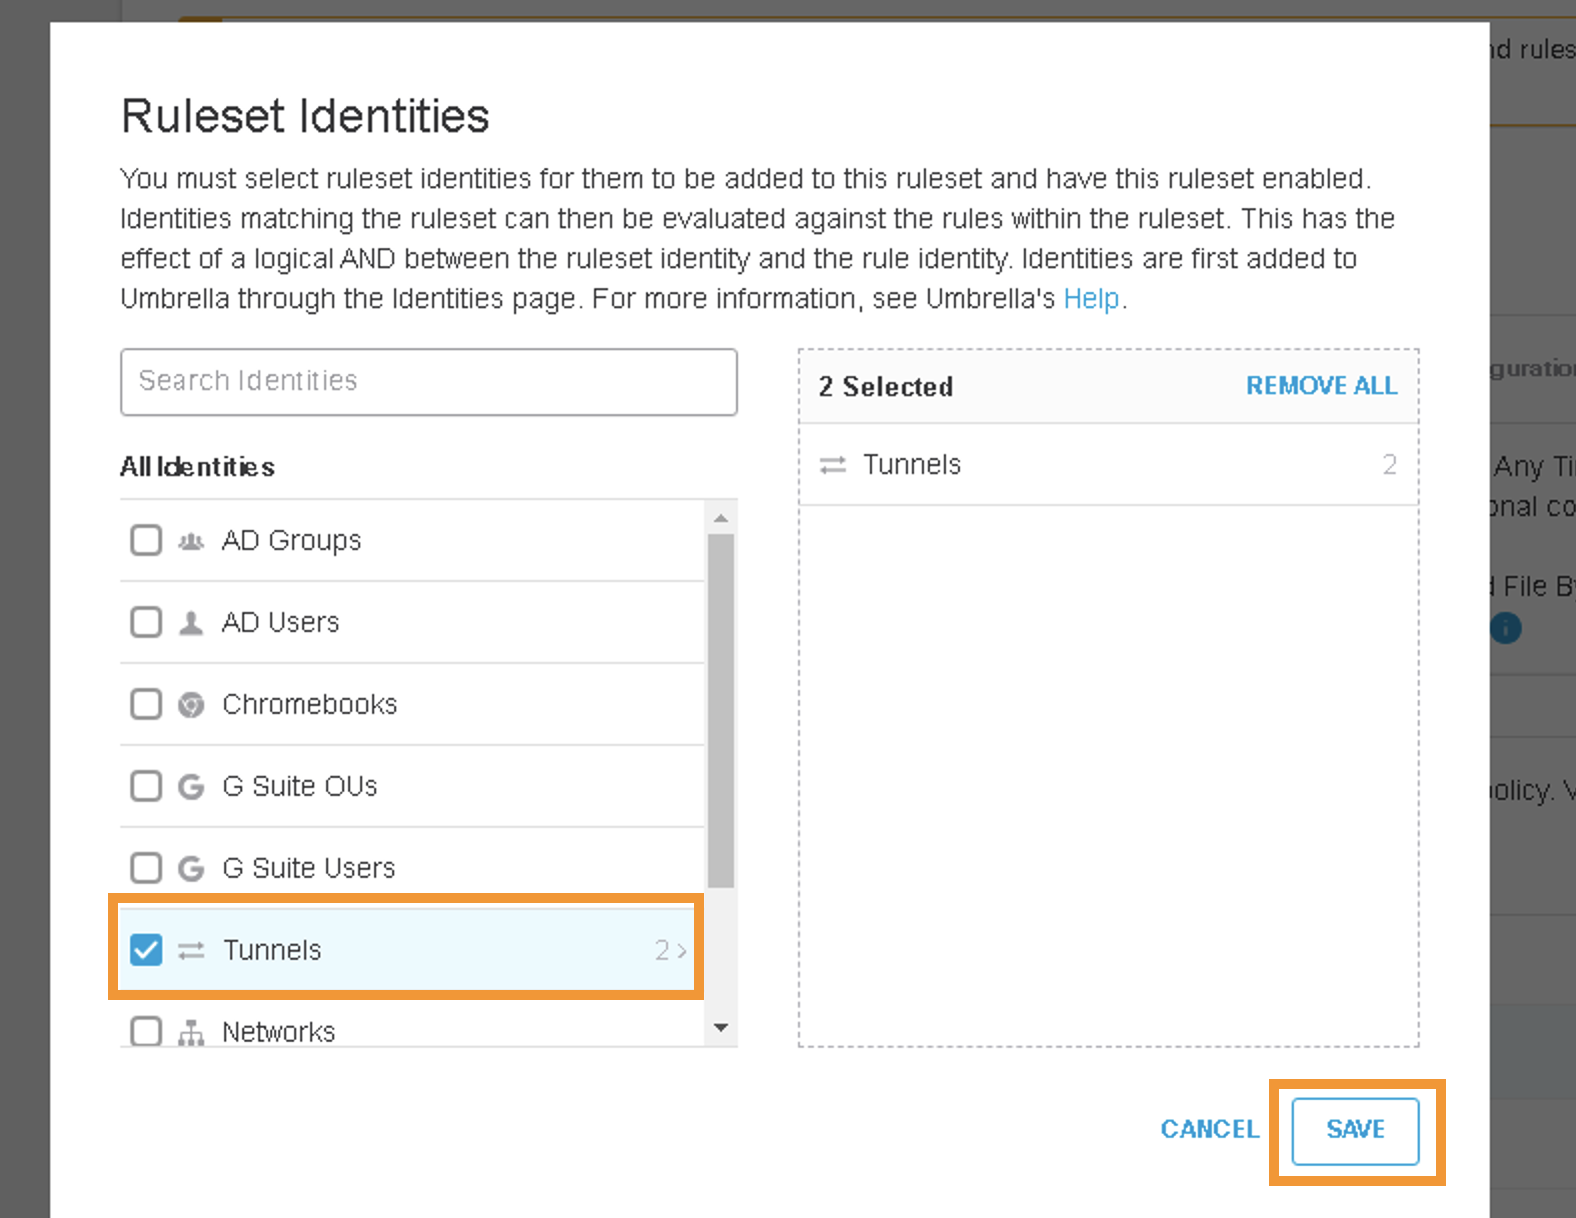 nd rules
Ruleset Identities
You must select ruleset identities for them to be added to this ruleset and have this ruleset enabled.
Identities matching the ruleset can then be evaluated against the rules within the ruleset. This has the
effect of a logical AND between the ruleset identity and the rule identity. Identities are first added to
Umbrella through the Identities page. For more information, see Umbrella's Help.
Search Identities
All Identities
AD Groups
AD Users
Chromebooks
G Suite OUs
G Suite Users
Tunnels 2 >
Networks
2 Selected REMOVE ALL
Tunnels 2
CANCEL SAVE
guration
Any Ti
onal co
d File By
i
policy. V